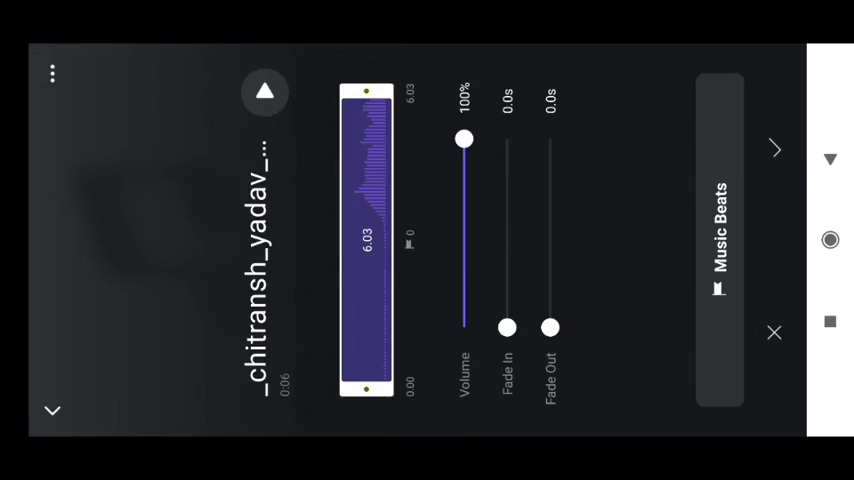 _chitransh_yadav_...
0:06
6.03
0.00
0
6.03
Volume
100%
Fade In
0.0s
Fade Out
0.0s
Music Beats